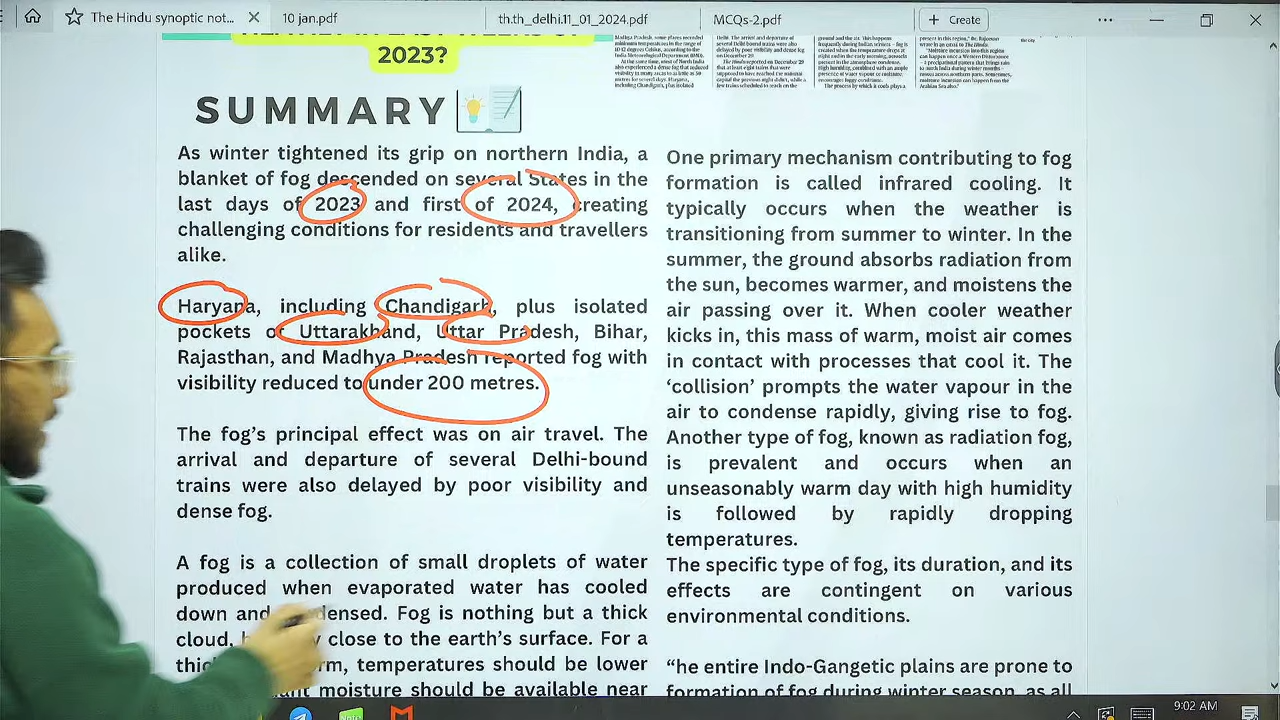 The Hindu synoptic not...
10 jan.pdf
th.th_delhi.11_01_2024.pdf
MCQs-2.pdf
Create
2023?
SUMMARY
As winter tightened its grip on northern India, a
blanket of fog descended on several States in the
last days of 2023 and first of 2024, creating
challenging conditions for residents and travellers
alike.
Haryana, including Chandigarh, plus isolated
pockets of Uttarakhand, Uttar Pradesh, Bihar,
Rajasthan, and Madhya Pradesh reported fog with
visibility reduced to under 200 metres.
The fog's principal effect was on air travel. The
arrival and departure of several Delhi-bound
trains were also delayed by poor visibility and
dense fog.
A fog is a collection of small droplets of water
produced when evaporated water has cooled
down and Fog is nothing but a thick
cloud, close to the earth's surface. For a
temperatures should be lower
moisture should be available near
One primary mechanism contributing to fog
formation is called infrared cooling. It
typically occurs when the weather is
transitioning from summer to winter. In the
summer, the ground absorbs radiation from
the sun, becomes warmer, and moistens the
air passing over it. When cooler weather
kicks in, this mass of warm, moist air comes
in contact with processes that cool it. The
‘collision’ prompts the water vapour in the
air to condense rapidly, giving rise to fog.
Another type of fog, known as radiation fog,
is prevalent and occurs when an
unseasonably warm day with high humidity
is followed by rapidly dropping
temperatures.
The specific type of fog, its duration, and its
effects are contingent on various
environmental conditions.
“he entire Indo-Gangetic plains are prone to
formation of fog during winter season, as all
9:02 AM